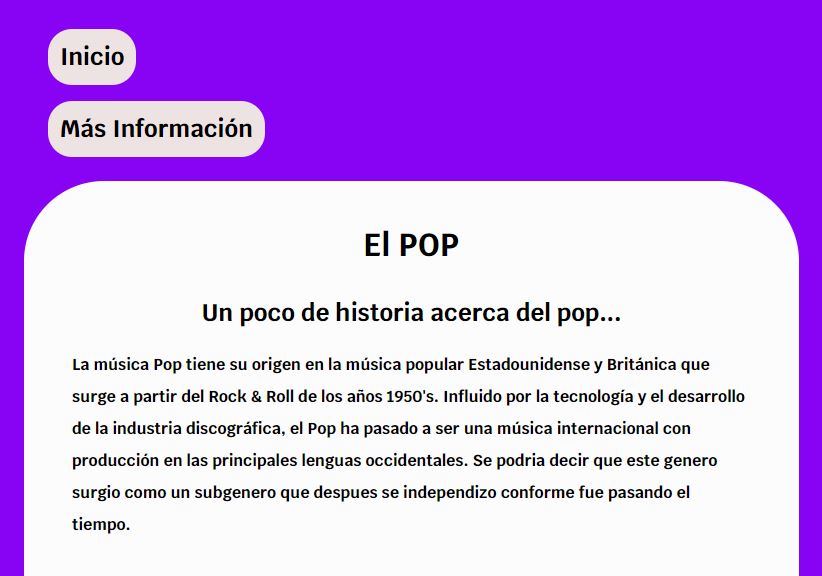 Inicio
Más Información
El POP
Un poco de historia acerca del pop...
La música Pop tiene su origen en la música popular Estadounidense y Británica que
surge a partir del Rock & Roll de los años 1950's. Influido por la tecnología y el desarrollo
de la industria discográfica, el Pop ha pasado a ser una música internacional con
producción en las principales lenguas occidentales. Se podria decir que este genero
surgio como un subgenero que despues se independizo conforme fue pasando el
tiempo.